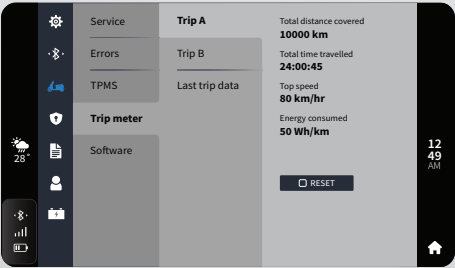 Service
Errors
TPMS
Trip meter
Software
Trip A
Trip B
Last trip data
Total distance covered
10000 km
Total time travelled
24:00:45
Top speed
80 km/hr
Energy consumed
50 Wh/km
RESET
28°
12
49
AM